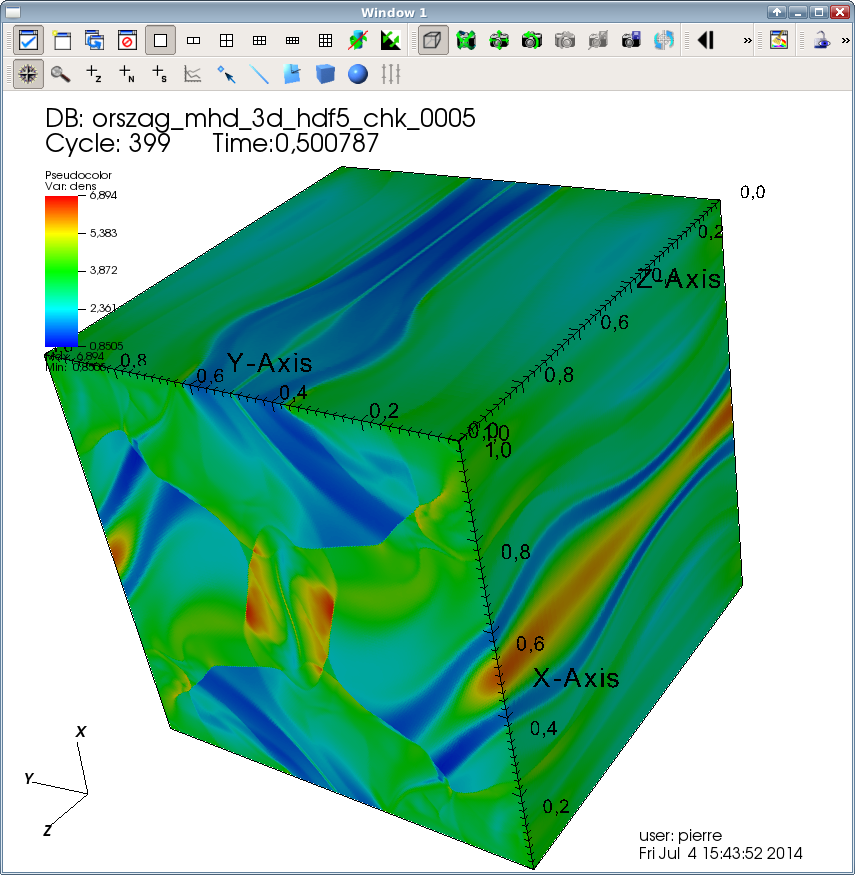 Window 1
DB: orszag_mhd_3d_hdf5_chk_0005
Cycle: 399 Time:0,500787
Pseudocolor
Var: dens
6,894
5,383
3,872
2,361
0,8505
Max: 6,894
Min: 0,8505
0,0
0,2
Z-Axis
0,6
0,8
1,0
0,8
Y-Axis
0,6
0,4
0,2
0,0
1,0
0,8
0,6
X-Axis
0,4
0,2
X
Y
Z
user: pierre
Fri Jul 4 15:43:52 2014